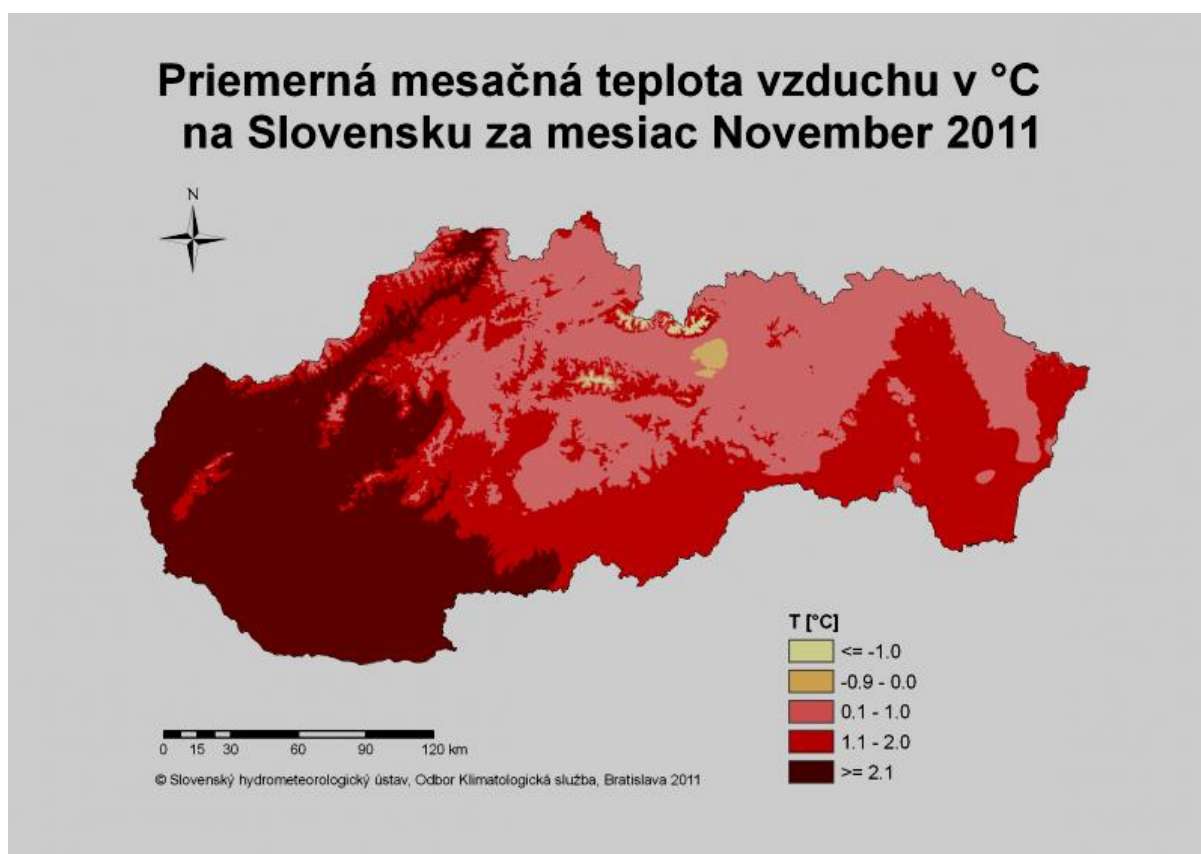 Priemerná mesačná teplota vzduchu v °C
na Slovensku za mesiac November 2011
N
T [°C]
<= -1.0
-0.9 - 0.0
0.1 - 1.0
1.1 - 2.0
>= 2.1
0 15 30 60 90 120 km
© Slovenský hydrometeorologický ústav, Odbor Klimatologická služba, Bratislava 2011